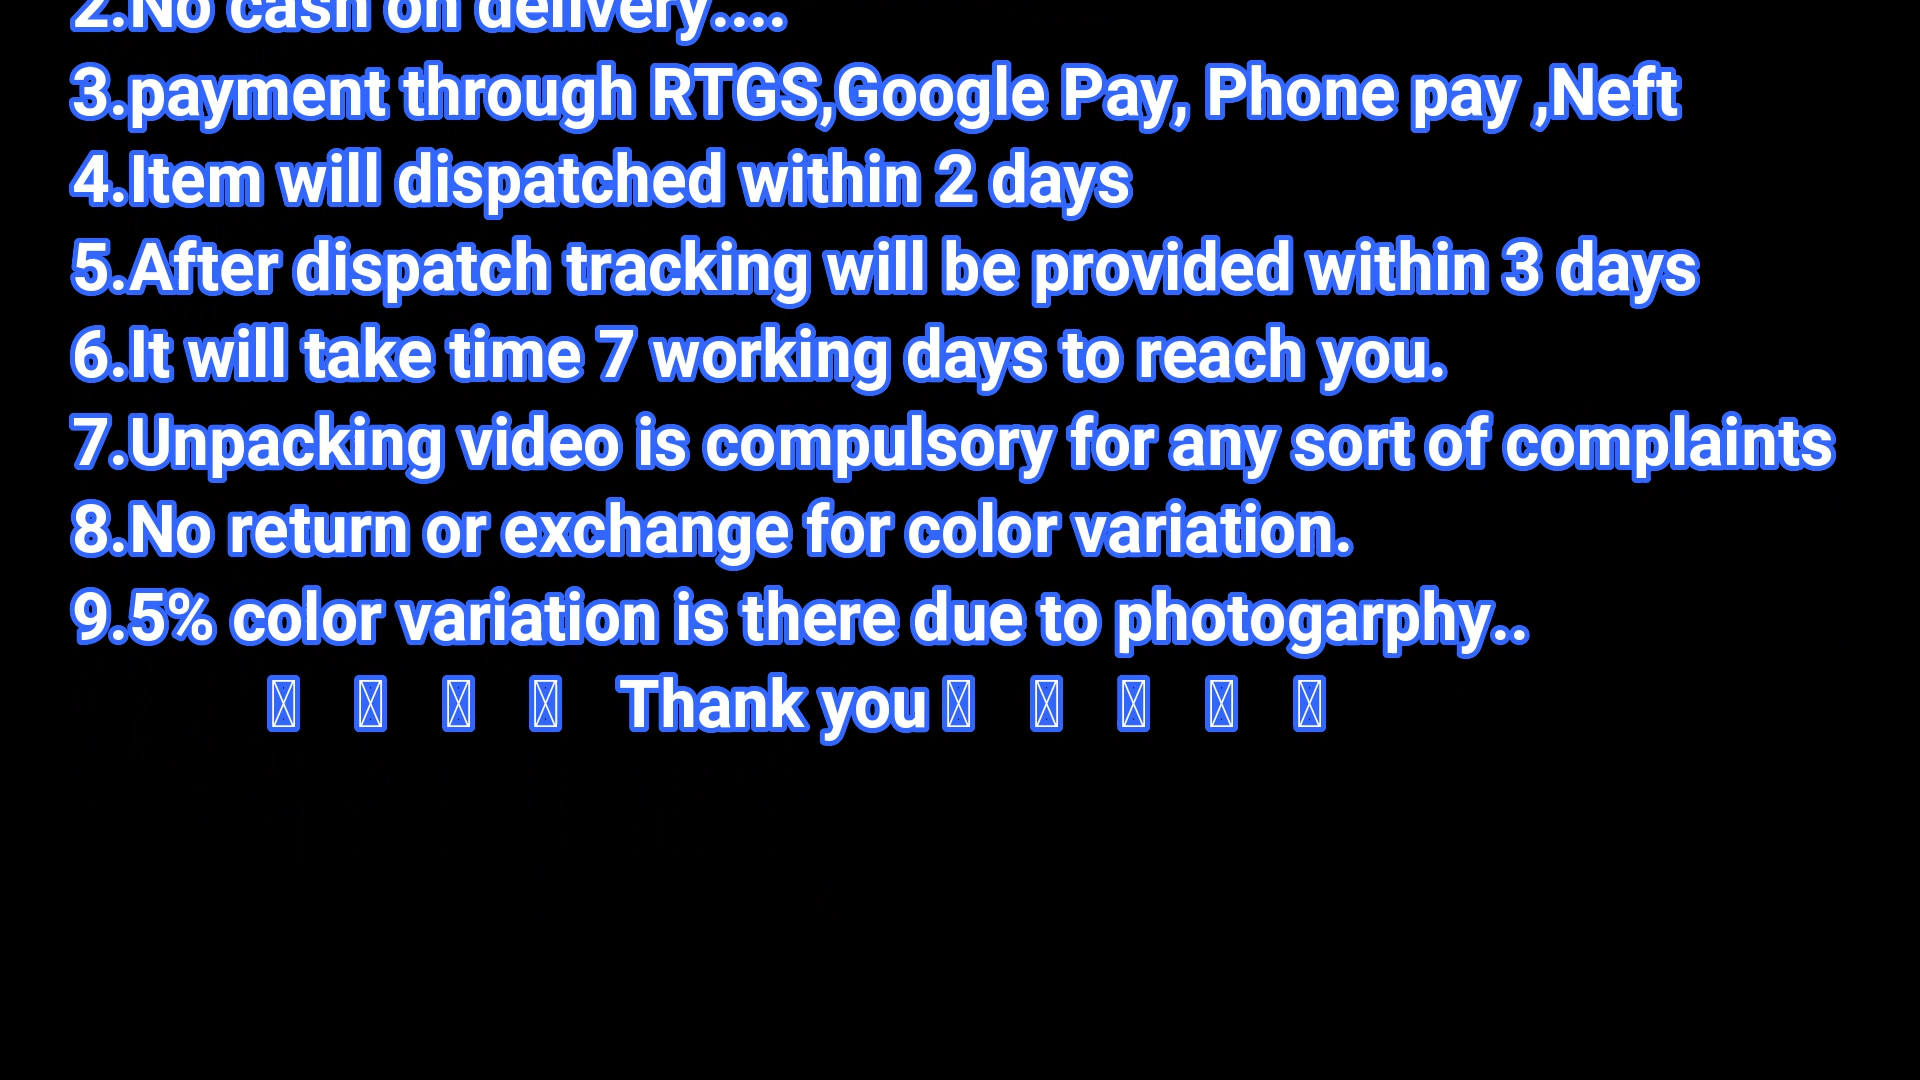 2.No cash on delivery....
3.payment through RTGS,Google Pay, Phone pay ,Neft
4.Item will dispatched within 2 days
5.After dispatch tracking will be provided within 3 days
6.It will take time 7 working days to reach you.
7.Unpacking video is compulsory for any sort of complaints
8.No return or exchange for color variation.
9.5% color variation is there due to photogarphy..
Thank you